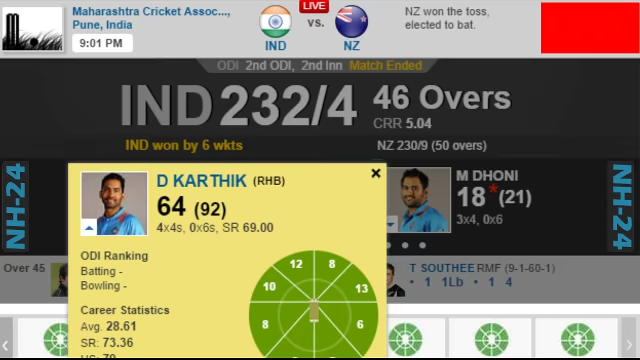 Maharashtra Cricket Assoc...,
Pune, India
9:01 PM
LIVE
IND vs. NZ
NZ won the toss,
elected to bat.
ODI 2nd ODI, 2nd Inn Match Ended
IND 232/4
46 Overs
CRR 5.04
IND won by 6 wkts
NZ 230/9 (50 overs)
NH-24
D KARTHIK (RHB)
64 (92)
4x4s, 0x6s, SR 69.00
ODI Ranking
Batting -
Bowling -
Career Statistics
Avg. 28.61
SR: 73.36
HS: 79
12 8
10 13
8 6
M DHONI
18*(21)
3x4, 0x6
NH-24
Over 45
T SOUTHEE RMF (9-1-60-1)
• 1 1Lb • 1 4